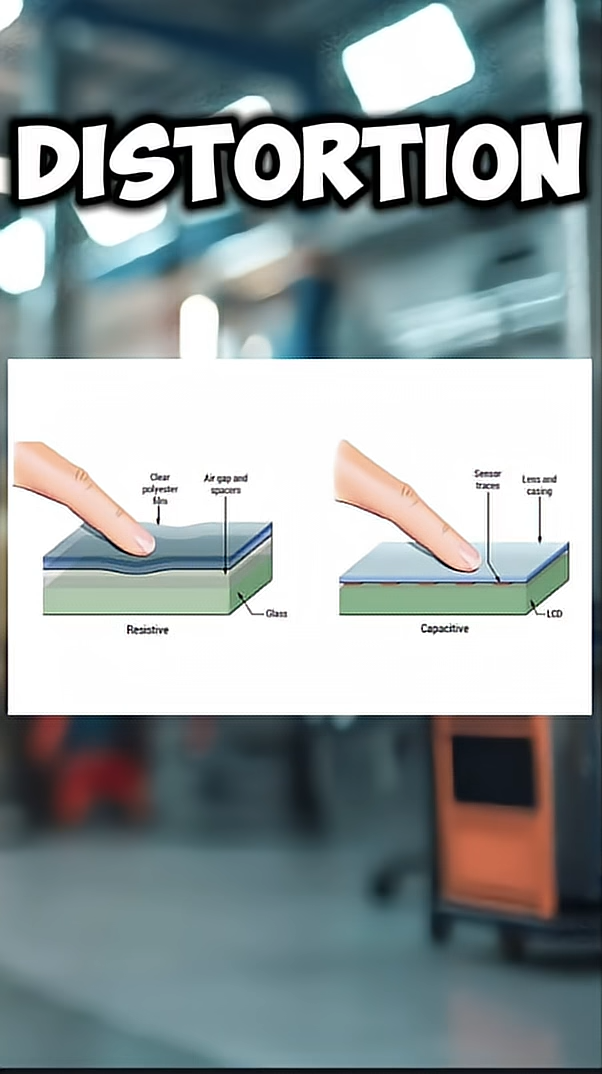 DISTORTION
Clear
polyester
film
Air gap and
spacers
Glass
Resistive
Sensor
traces
Lens and
casing
LCD
Capacitive